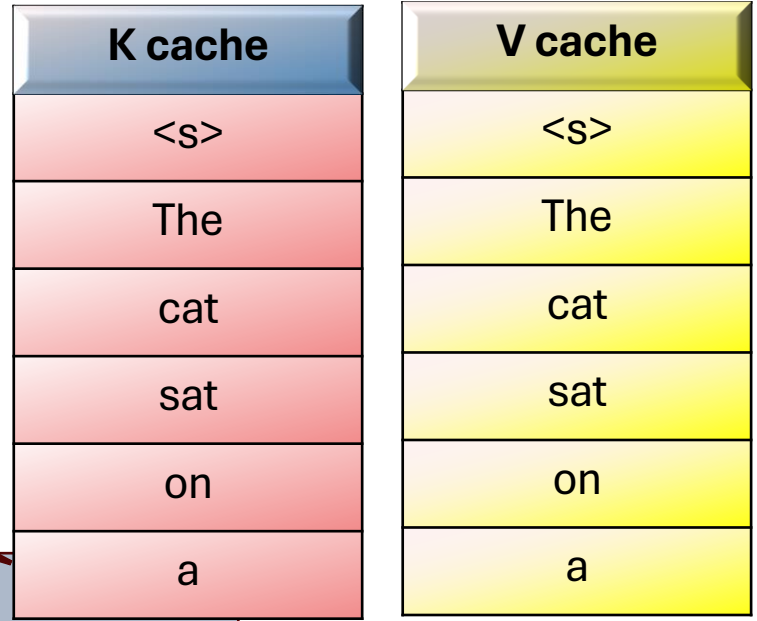 K cache
<s>
The
cat
sat
on
a
V cache
<s>
The
cat
sat
on
a